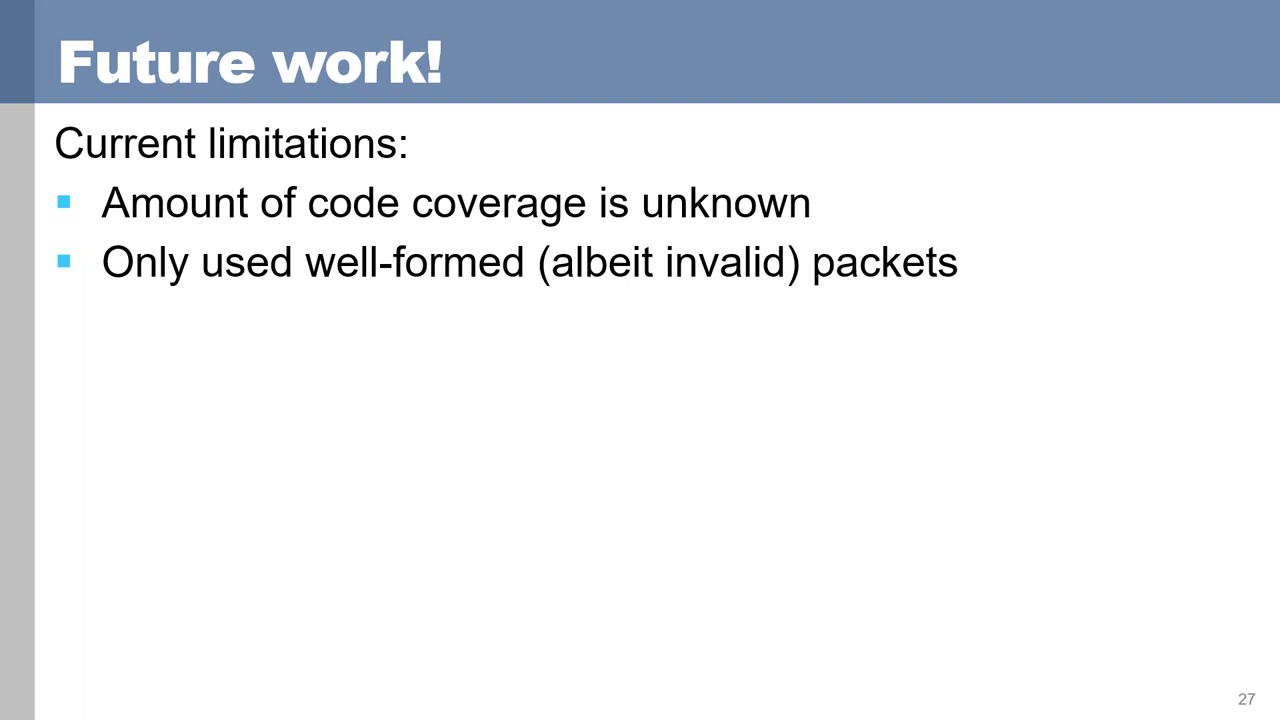 Future work!
Current limitations:
Amount of code coverage is unknown
Only used well-formed (albeit invalid) packets
27